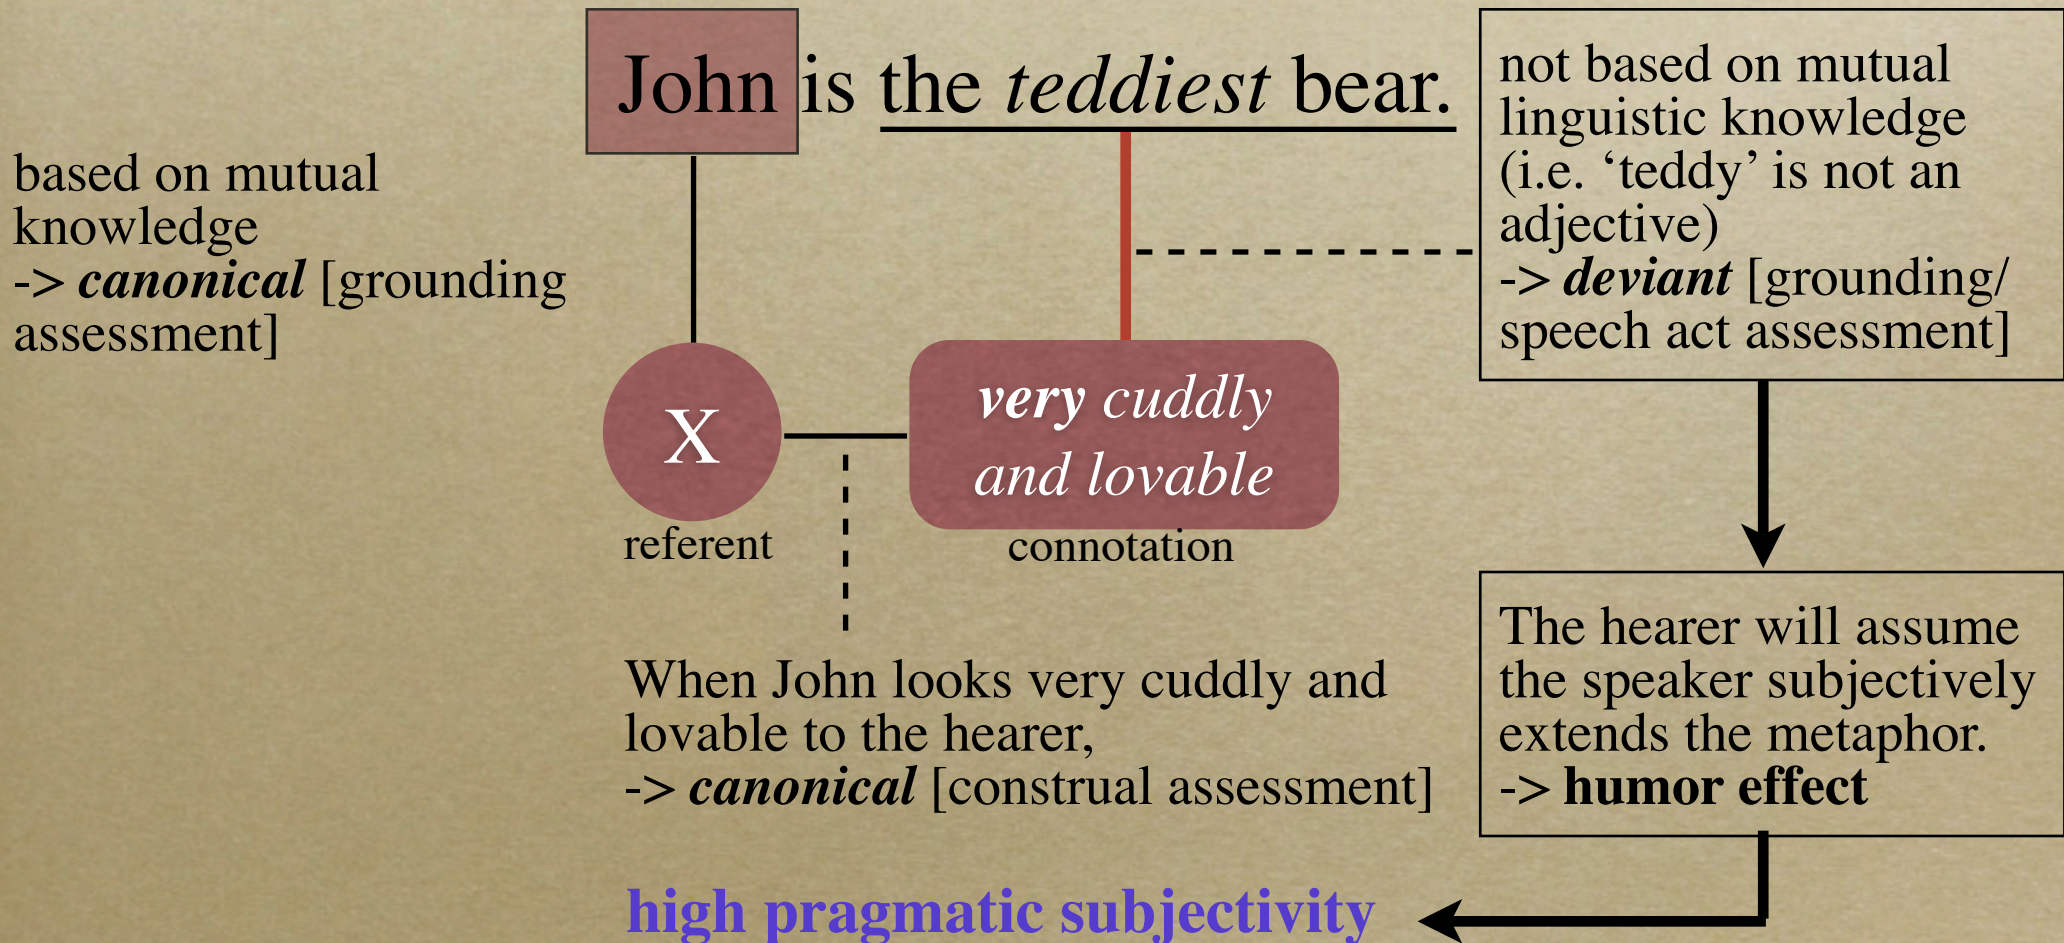 John is the teddiest bear.
based on mutual
knowledge
-> canonical [grounding
assessment]
not based on mutual
linguistic knowledge
(i.e. ‘teddy’ is not an
adjective)
-> deviant [grounding/
speech act assessment]
X
referent
very cuddly
and lovable
connotation
When John looks very cuddly and
lovable to the hearer,
-> canonical [construal assessment]
The hearer will assume
the speaker subjectively
extends the metaphor.
-> humor effect
high pragmatic subjectivity